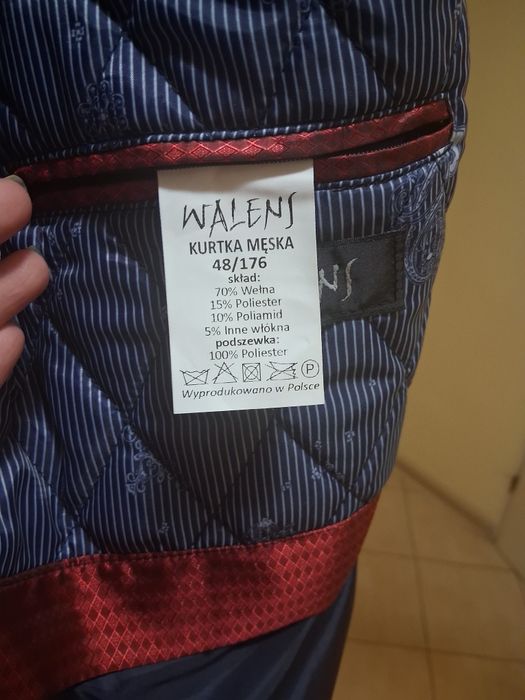 WALENS
KURTKA MĘSKA
48/176
skład:
70% Wełna
15% Poliester
10% Poliamid
5% Inne włókna
podszewka:
100% Poliester
P
Wyprodukowano w Polsce
NS